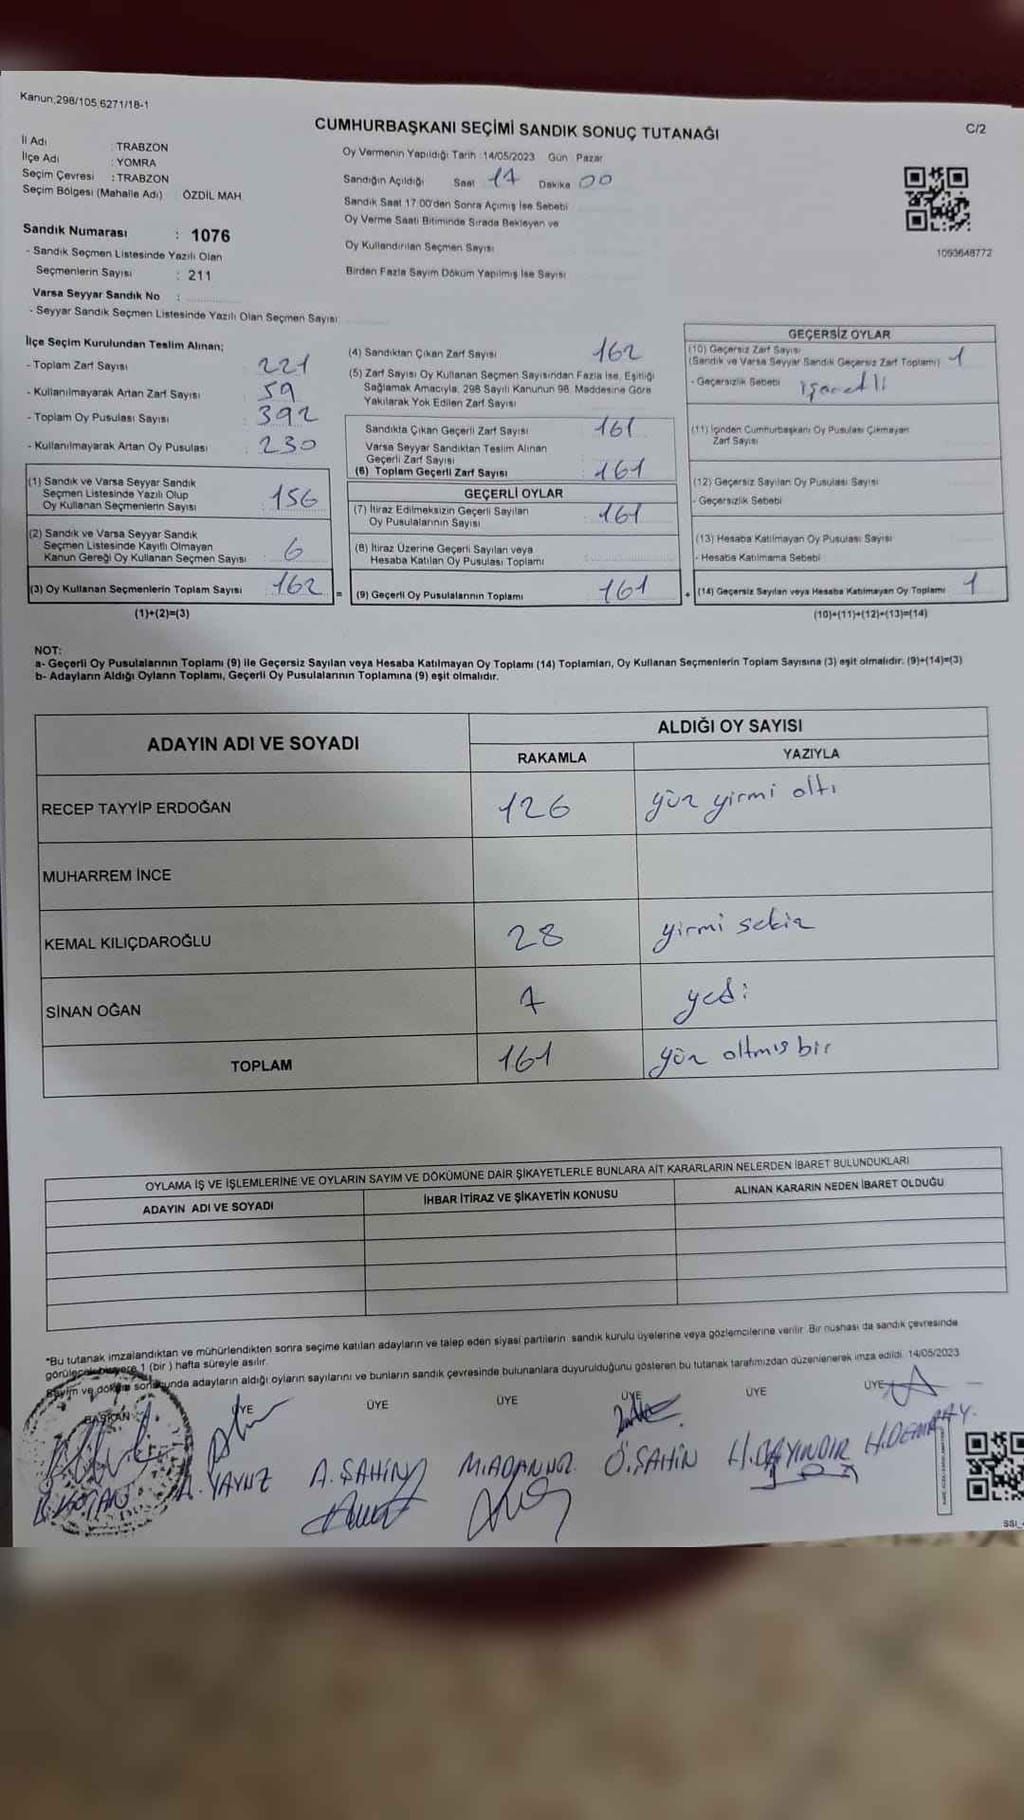 Kanun,298/105,6271/18-1
CUMHURBAŞKANI SEÇİMİ SANDIK SONUÇ TUTANAĞI
C/2
İl Adı : TRABZON
İlçe Adı : YOMRA
Seçim Çevresi : TRABZON
Seçim Bölgesi (Mahalle Adı) ÖZDİL MAH
Sandık Numarası : 1076
- Sandık Seçmen Listesinde Yazılı Olan
Seçmenlerin Sayısı : 211
Varsa Seyyar Sandık No :
- Seyyar Sandık Seçmen Listesinde Yazılı Olan Seçmen Sayısı:
Oy Vermenin Yapıldığı Tarih :14/05/2023 Gün Pazar
Sandığın Açıldığı Saat 17 Dakika 00
Sandık Saat 17:00'den Sonra Açımış İse Sebebi
Oy Verme Saati Bitiminde Sırada Bekleyen ve
Oy Kullandırılan Seçmen Sayısı
Birden Fazla Sayım Döküm Yapılmış İse Sayısı
1093648772
İlçe Seçim Kurulundan Teslim Alınan;
- Toplam Zarf Sayısı : 221
- Kullanılmayarak Artan Zarf Sayısı : 59
- Toplam Oy Pusulası Sayısı : 392
- Kullanılmayarak Artan Oy Pusulası : 230
(1) Sandık ve Varsa Seyyar Sandık
Seçmen Listesinde Yazılı Olup
Oy Kullanan Seçmenlerin Sayısı : 156
(2) Sandık ve Varsa Seyyar Sandık
Seçmen Listesinde Kayıtlı Olmayan
Kanun Gereği Oy Kullanan Seçmen Sayısı : 6
(3) Oy Kullanan Seçmenlerin Toplam Sayısı : 162 =
(1)+(2)=(3)
(4) Sandıktan Çıkan Zarf Sayısı 162
(5) Zarf Sayısı Oy Kullanan Seçmen Sayısından Fazla İse, Eşitliği
Sağlamak Amacıyla, 298 Sayılı Kanunun 98. Maddesine Göre
Yakılarak Yok Edilen Zarf Sayısı
Sandıkta Çıkan Geçerli Zarf Sayısı : 161
Varsa Seyyar Sandıktan Teslim Alınan
Geçerli Zarf Sayısı
(6) Toplam Geçerli Zarf Sayısı : 161
GEÇERLİ OYLAR
(7) İtiraz Edilmeksizin Geçerli Sayılan
Oy Pusulalarının Sayısı : 161
(8) İtiraz Üzerine Geçerli Sayılan veya
Hesaba Katılan Oy Pusulası Toplamı
(9) Geçerli Oy Pusulalarının Toplamı 161 +
GEÇERSİZ OYLAR
(10) Geçersiz Zarf Sayısı
(Sandık ve Varsa Seyyar Sandık Geçersiz Zarf Toplamı) 1
- Geçersizlik Sebebi işaretli
(11) İçinden Cumhurbaşkanı Oy Pusulası Çıkmayan
Zarf Sayısı
(12) Geçersiz Sayılan Oy Pusulası Sayısı
- Geçersizlik Sebebi
(13) Hesaba Katılmayan Oy Pusulası Sayısı
- Hesaba Katılmama Sebebi
(14) Geçersiz Sayılan veya Hesaba Katılmayan Oy Toplamı 1
(10)+(11)+(12)+(13)=(14)
NOT:
a- Geçerli Oy Pusulalarının Toplamı (9) ile Geçersiz Sayılan veya Hesaba Katılmayan Oy Toplamı (14) Toplamları, Oy Kullanan Seçmenlerin Toplam Sayısına (3) eşit olmalıdır. (9)+(14)=(3)
b- Adayların Aldığı Oyların Toplamı, Geçerli Oy Pusulalarının Toplamına (9) eşit olmalıdır.
ADAYIN ADI VE SOYADI
ALDIĞI OY SAYISI
RAKAMLA YAZIYLA
RECEP TAYYİP ERDOĞAN 126 yüz yirmi altı
MUHARREM İNCE
KEMAL KILIÇDAROĞLU 28 yirmi sekiz
SİNAN OĞAN 7 yedi
TOPLAM 161 yüz altmış bir
OYLAMA İŞ VE İŞLEMLERİNE VE OYLARIN SAYIM VE DÖKÜMÜNE DAİR ŞİKAYETLERLE BUNLARA AİT KARARLARIN NELERDEN İBARET BULUNDUKLARI
ADAYIN ADI VE SOYADI İHBAR İTİRAZ VE ŞİKAYETİN KONUSU ALINAN KARARIN NEDEN İBARET OLDUĞU
*Bu tutanak imzalandıktan ve mühürlendikten sonra seçime katılan adayların ve talep eden siyasi partilerin sandık kurulu üyelerine veya gözlemcilerine verilir. Bir nüshası da sandık çevresinde
1 (bir) hafta süreyle asılır.
Sayım ve döküm sonucunda adayların aldığı oyların sayılarını ve bunların sandık çevresinde bulunanlara duyurulduğunu gösteren bu tutanak tarafımızdan düzenlenerek imza edildi. 14/05/2023
BAŞKAN ÜYE ÜYE ÜYE ÜYE ÜYE ÜYE
A. YAVUZ A. ŞAHİN Ö.ŞAHİN H.BAYINDIR H.DEMİRAY